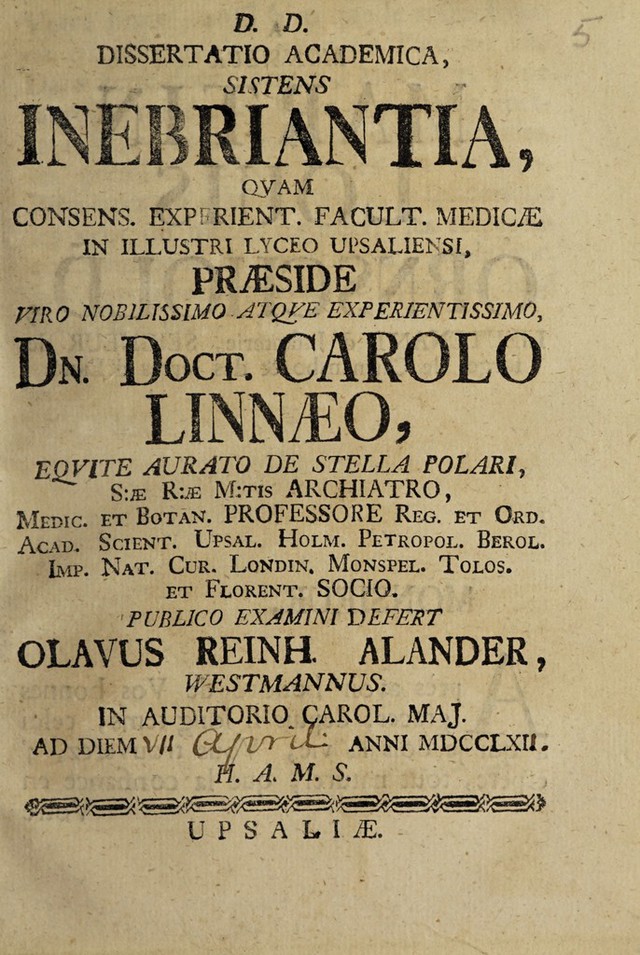 5
D. D.
DISSERTATIO ACADEMICA,
SISTENS
INEBRIANTIA,
QVAM
CONSENS. EXPERIENT. FACULT. MEDICÆ
IN ILLUSTRI LYCEO UPSALIENSI,
PRÆSIDE
VIRO NOBILISSIMO ATQVE EXPERIENTISSIMO,
DN. DOCT. CAROLO
LINNÆO,
EQVITE AURATO DE STELLA POLARI,
S:Æ R:Æ M:TIS ARCHIATRO,
MEDIC. ET BOTAN. PROFESSORE REG. ET ORD.
ACAD. SCIENT. UPSAL. HOLM. PETROPOL. BEROL.
IMP. NAT. CUR. LONDIN. MONSPEL. TOLOS.
ET FLORENT. SOCIO.
PUBLICO EXAMINI DEFERT
OLAVUS REINH. ALANDER,
WESTMANNUS.
IN AUDITORIO CAROL. MAJ.
AD DIEM VII April: ANNI MDCCLXII.
H. A. M. S.
UPSALIÆ.